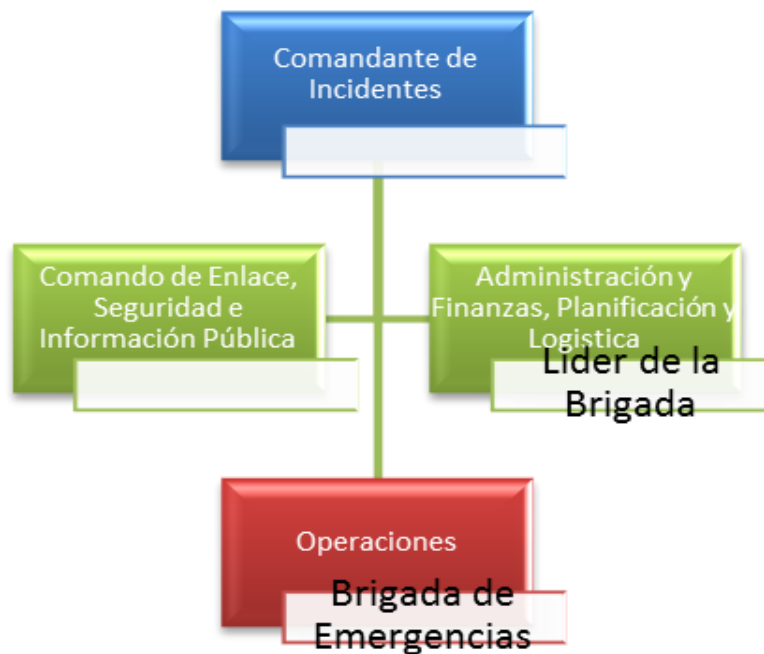 Comandante de
Incidentes
Comando de Enlace,
Seguridad e
Información Pública
Administración y
Finanzas, Planificación y
Logistica
Líder de la
Brigada
Operaciones
Brigada de
Emergencias